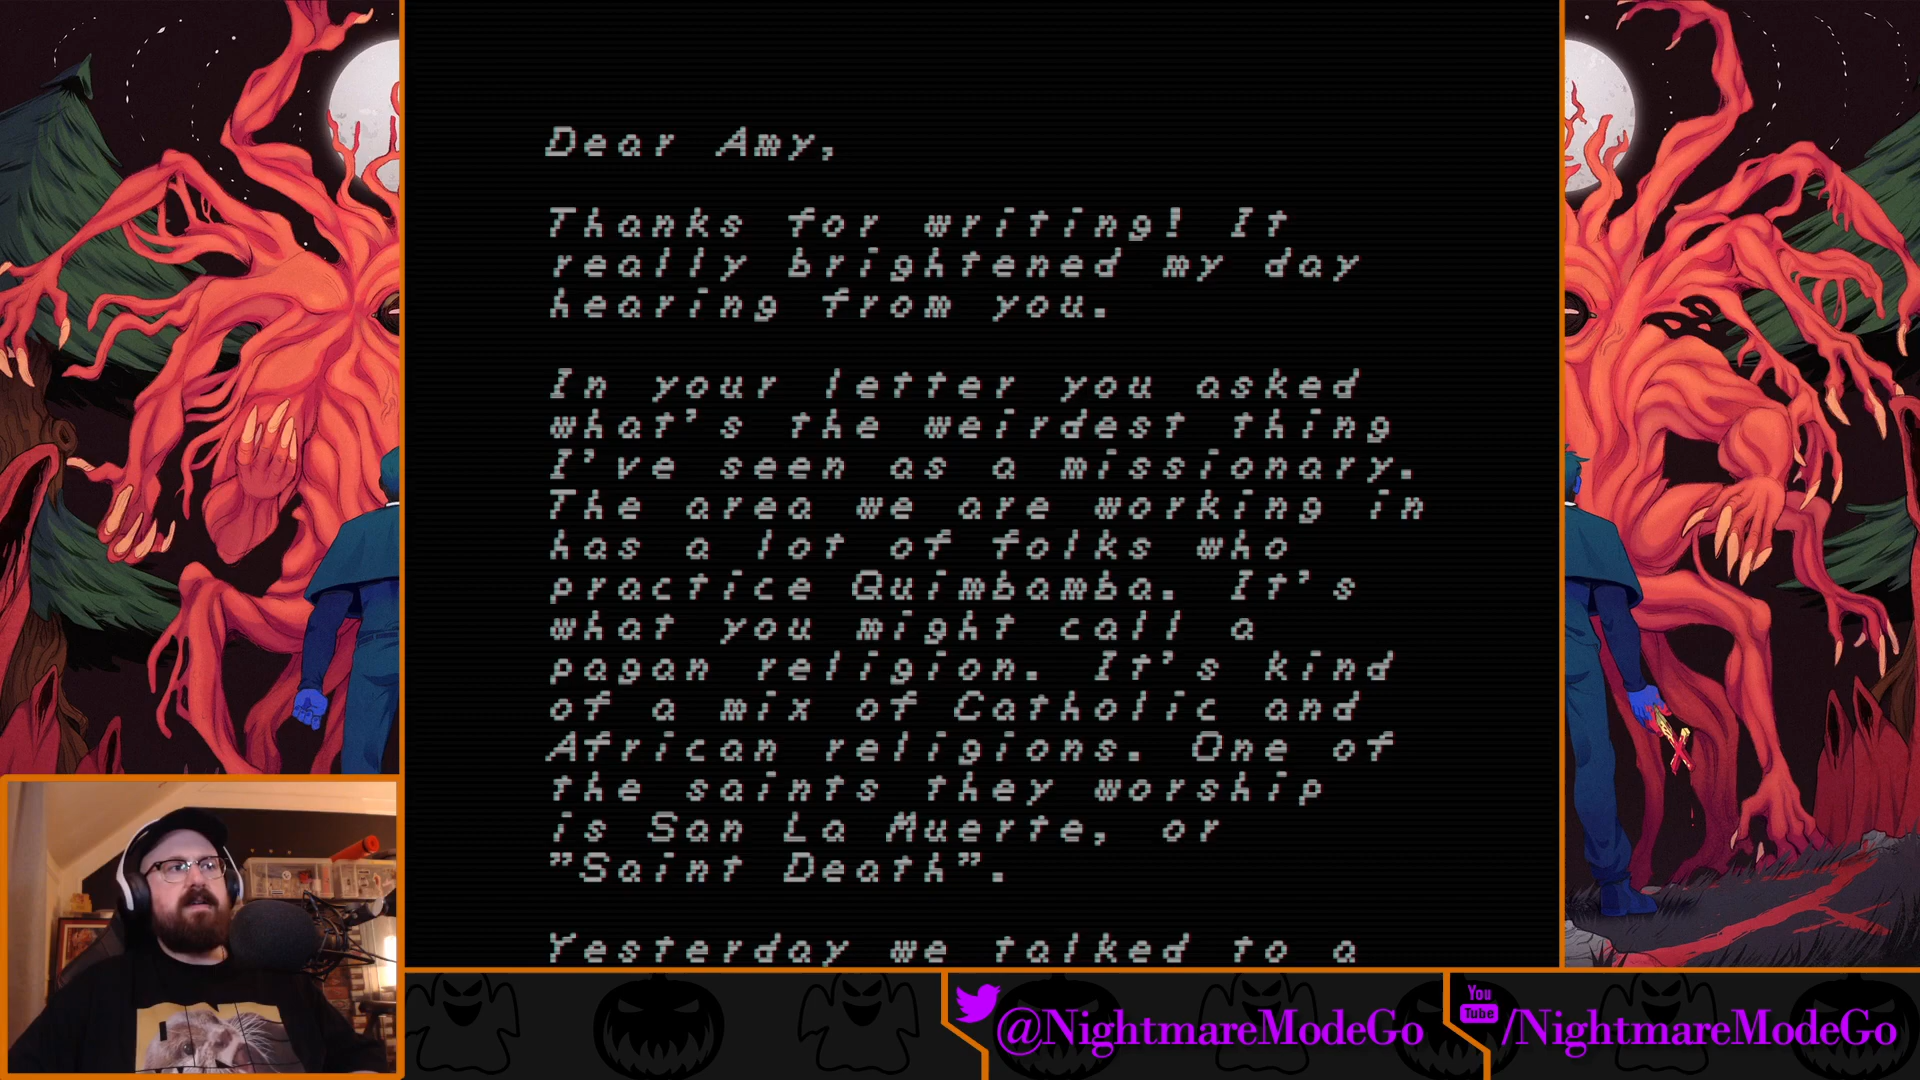 Dear Amy,
Thanks for writing! It
really brightened my day
hearing from you.
In your letter you asked
what's the weirdest thing
I've seen as a missionary.
The area we are working in
has a lot of folks who
practice Quimbamba. It's
what you might call a
pagan religion. It's kind
of a mix of Catholic and
African religions. One of
the saints they worship
is San La Muerte, or
"Saint Death".
Yesterday we talked to a
@NightmareModeGo
You
Tube
/NightmareModeGo